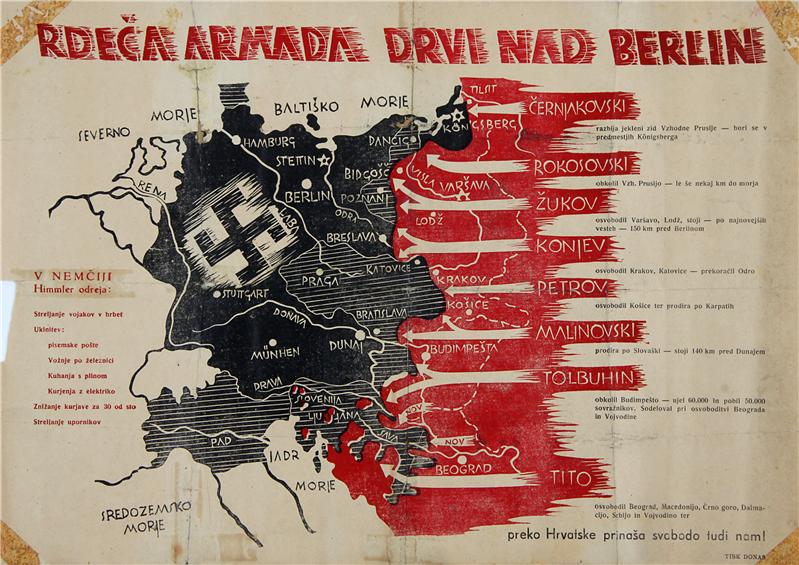 RDEČA ARMADA DRVI NAD BERLIN
SEVERNO MORJE
BALTIŠKO MORJE
TILSIT
KÖNIGSBERG
HAMBURG
DANCIG
STETTIN
RENA
BERLIN
BIDGOŠČ
VISLA
VARŠAVA
POZNANJ
ODRA
LABA
LODŽ
BRESLAVA
PRAGA
KATOVICE
KRAKOV
STUTTGART
DONAVA
BRATISLAVA
KOŠICE
MÜNHEN
DUNAJ
BUDIMPEŠTA
DRAVA
SLOVENIJA
LJUBLJANA
SAVA
NOV
NOV
PAD
JADR
MORJE
BEOGRAD
SREDOZEMSKO
MORJE
ČERNJAKOVSKI
razbija jekleni zid Vzhodne Prusije — bori se v
predmestjih Königsberga
ROKOSOVSKI
obkolil Vzh. Prusijo — le še nekaj km do morja
ŽUKOV
osvobodil Varšavo, Lodž, stoji — po najnovejših
vesteh — 150 km pred Berlinom
KONJEV
osvobodil Krakov, Katovice — prekoračil Odro
PETROV
osvobodil Košice ter prodira po Karpatih
MALINOVSKI
prodira po Slovaški — stoji 140 km pred Dunajem
TOLBUHIN
obkolil Budimpešto — ujel 60.000 in pobil 50.000
sovražnikov. Sodeloval pri osvoboditvi Beograda
in Vojvodine
TITO
osvobodil Beograd, Macedonijo, Črno goro, Dalma-
cijo, Srbijo in Vojvodino ter
preko Hrvatske prinaša svobodo tudi nam!
TISK DONAS
V NEMČIJI
Himmler odreja:
Streljanje vojakov v hrbet
Ukinitev:
pisemske pošte
Vožnje po železnici
Kuhanja s plinom
Kurjenja z elektriko
Znižanje kurjave za 30 od sto
Streljanje upornikov